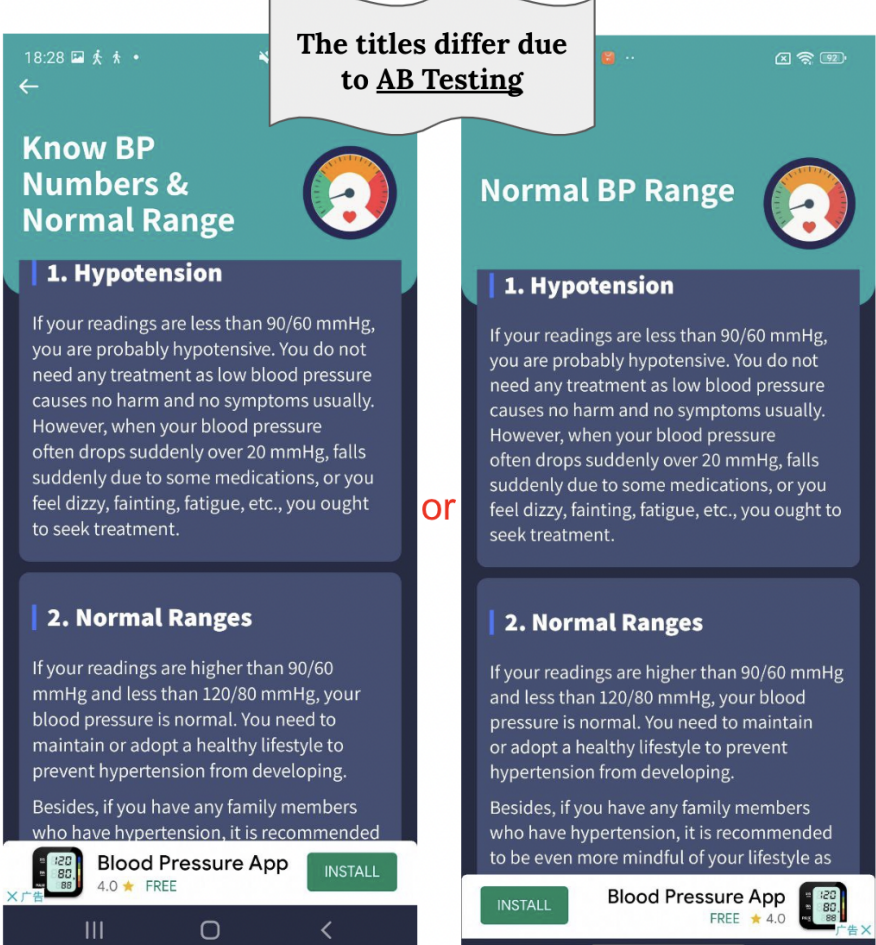 The titles differ due
to AB Testing
18:28
Know BP
Numbers &
Normal Range
1. Hypotension
If your readings are less than 90/60 mmHg,
you are probably hypotensive. You do not
need any treatment as low blood pressure
causes no harm and no symptoms usually.
However, when your blood pressure
often drops suddenly over 20 mmHg, falls
suddenly due to some medications, or you
feel dizzy, fainting, fatigue, etc., you ought
to seek treatment.
2. Normal Ranges
If your readings are higher than 90/60
mmHg and less than 120/80 mmHg, your
blood pressure is normal. You need to
maintain or adopt a healthy lifestyle to
prevent hypertension from developing.
Besides, if you have any family members
who have hypertension, it is recommended
120
80
88
Blood Pressure App
4.0 ★ FREE
INSTALL
广告
or
92
Normal BP Range
1. Hypotension
If your readings are less than 90/60 mmHg,
you are probably hypotensive. You do not
need any treatment as low blood pressure
causes no harm and no symptoms usually.
However, when your blood pressure
often drops suddenly over 20 mmHg, falls
suddenly due to some medications, or you
feel dizzy, fainting, fatigue, etc., you ought to
seek treatment.
2. Normal Ranges
If your readings are higher than 90/60 mmHg
and less than 120/80 mmHg, your blood
pressure is normal. You need to maintain
or adopt a healthy lifestyle to prevent
hypertension from developing.
Besides, if you have any family members
who have hypertension, it is recommended
to be even more mindful of your lifestyle as
INSTALL
Blood Pressure App
FREE ★ 4.0
120
80
88
广告